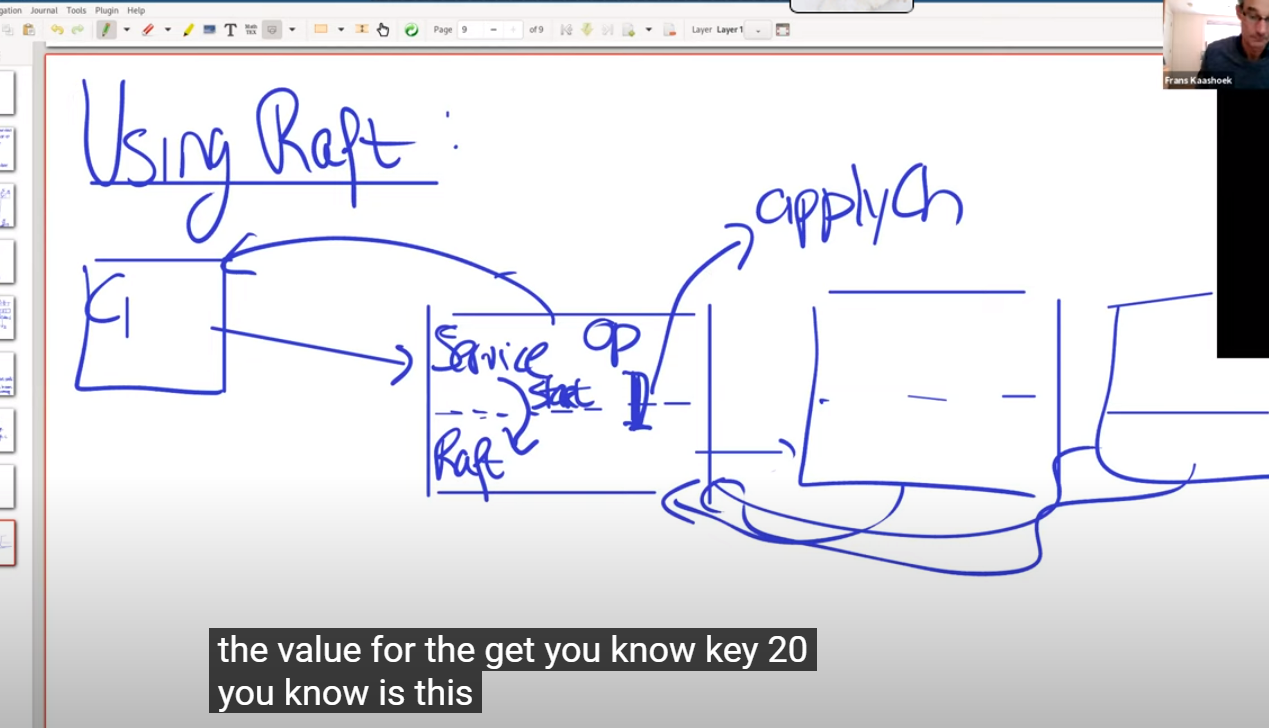 gation Journal Tools Plugin Help
Page 9 of 9 Layer Layer 1
Frans Kaashoek
Using Raft:
applyCh
C1
Service Op
Start
Raft
the value for the get you know key 20
you know is this